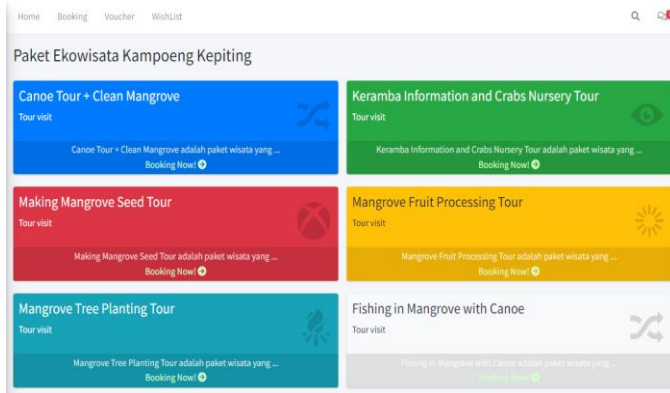 Home Booking Voucher WishList
Paket Ekowisata Kampoeng Kepiting
Canoe Tour + Clean Mangrove
Tour visit
Canoe Tour + Clean Mangrove adalah paket wisata yang ...
Booking Now!
Keramba Information and Crabs Nursery Tour
Tour visit
Keramba Information and Crabs Nursery Tour adalah paket wisata yang ...
Booking Now!
Making Mangrove Seed Tour
Tour visit
Making Mangrove Seed Tour adalah paket wisata yang ...
Booking Now!
Mangrove Fruit Processing Tour
Tour visit
Mangrove Fruit Processing Tour adalah paket wisata yang ...
Booking Now!
Mangrove Tree Planting Tour
Tour visit
Mangrove Tree Planting Tour adalah paket wisata yang ...
Booking Now!
Fishing in Mangrove with Canoe
Tour visit
Fishing in Mangrove with Canoe adalah paket wisata yang ...
Booking Now!